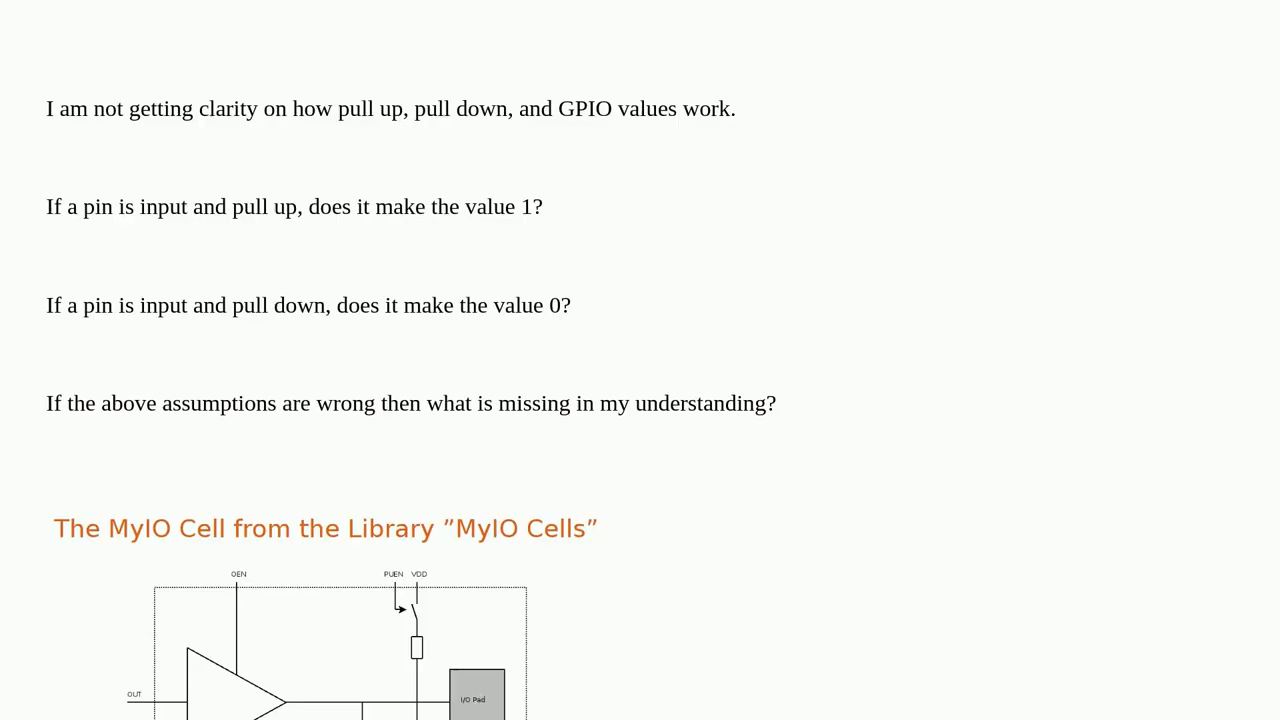 I am not getting clarity on how pull up, pull down, and GPIO values work.
If a pin is input and pull up, does it make the value 1?
If a pin is input and pull down, does it make the value 0?
If the above assumptions are wrong then what is missing in my understanding?
The MyIO Cell from the Library ”MyIO Cells”
OEN PUEN VDD
OUT I/O Pad